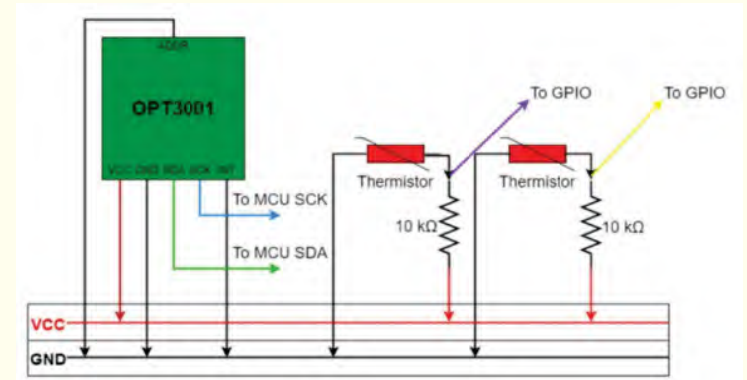 ADDR
OPT3001
VCC GND SDA SCK INT
To GPIO
To GPIO
Thermistor
Thermistor
To MCU SCK
10 kΩ
10 kΩ
To MCU SDA
VCC
GND